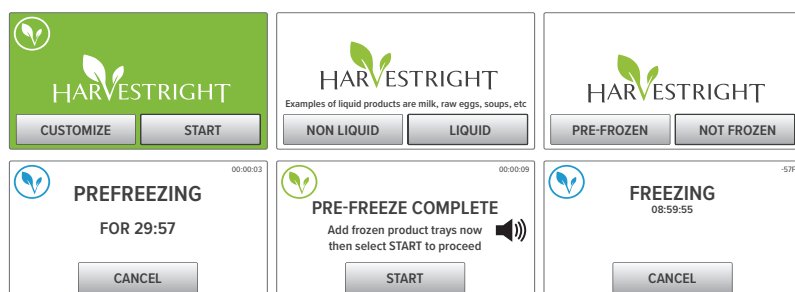 HARVESTRIGHT
CUSTOMIZE
START
HARVESTRIGHT
Examples of liquid products are milk, raw eggs, soups, etc
NON LIQUID
LIQUID
HARVESTRIGHT
PRE-FROZEN
NOT FROZEN
00:00:03
PREFREEZING
FOR 29:57
CANCEL
00:00:09
PRE-FREEZE COMPLETE
Add frozen product trays now
then select START to proceed
START
-57F
FREEZING
08:59:55
CANCEL